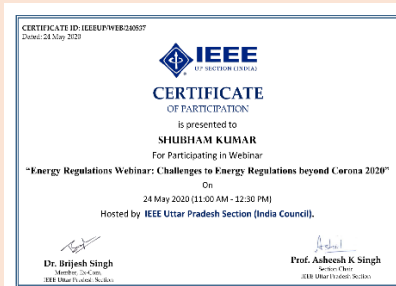 CERTIFICATE ID: IEEEUP/WEB/240537
Dated: 24 May 2020
IEEE
UP SECTION (INDIA)
CERTIFICATE
OF PARTICIPATION
is presented to
SHUBHAM KUMAR
For Participating in Webinar
"Energy Regulations Webinar: Challenges to Energy Regulations beyond Corona 2020"
On
24 May 2020 (11:00 AM - 12:30 PM)
Hosted by IEEE Uttar Pradesh Section (India Council).
Dr. Brijesh Singh
Member, Ex-Com,
IEEE Uttar Pradesh Section
Prof. Asheesh K Singh
Section Chair
IEEE Uttar Pradesh Section